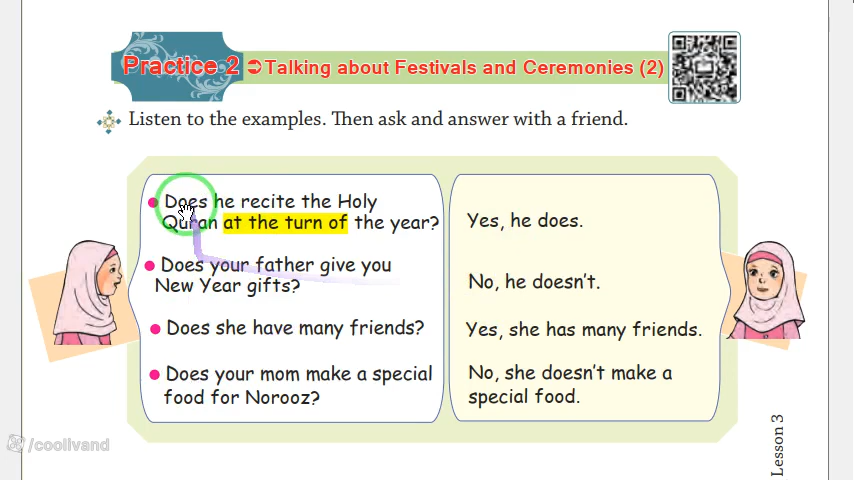 Practice 2 ➲ Talking about Festivals and Ceremonies (2)
Listen to the examples. Then ask and answer with a friend.
Does he recite the Holy
Quran at the turn of the year?
Yes, he does.
Does your father give you
New Year gifts?
No, he doesn't.
Does she have many friends?
Yes, she has many friends.
Does your mom make a special
food for Norooz?
No, she doesn't make a
special food.
/coolivand
Lesson 3